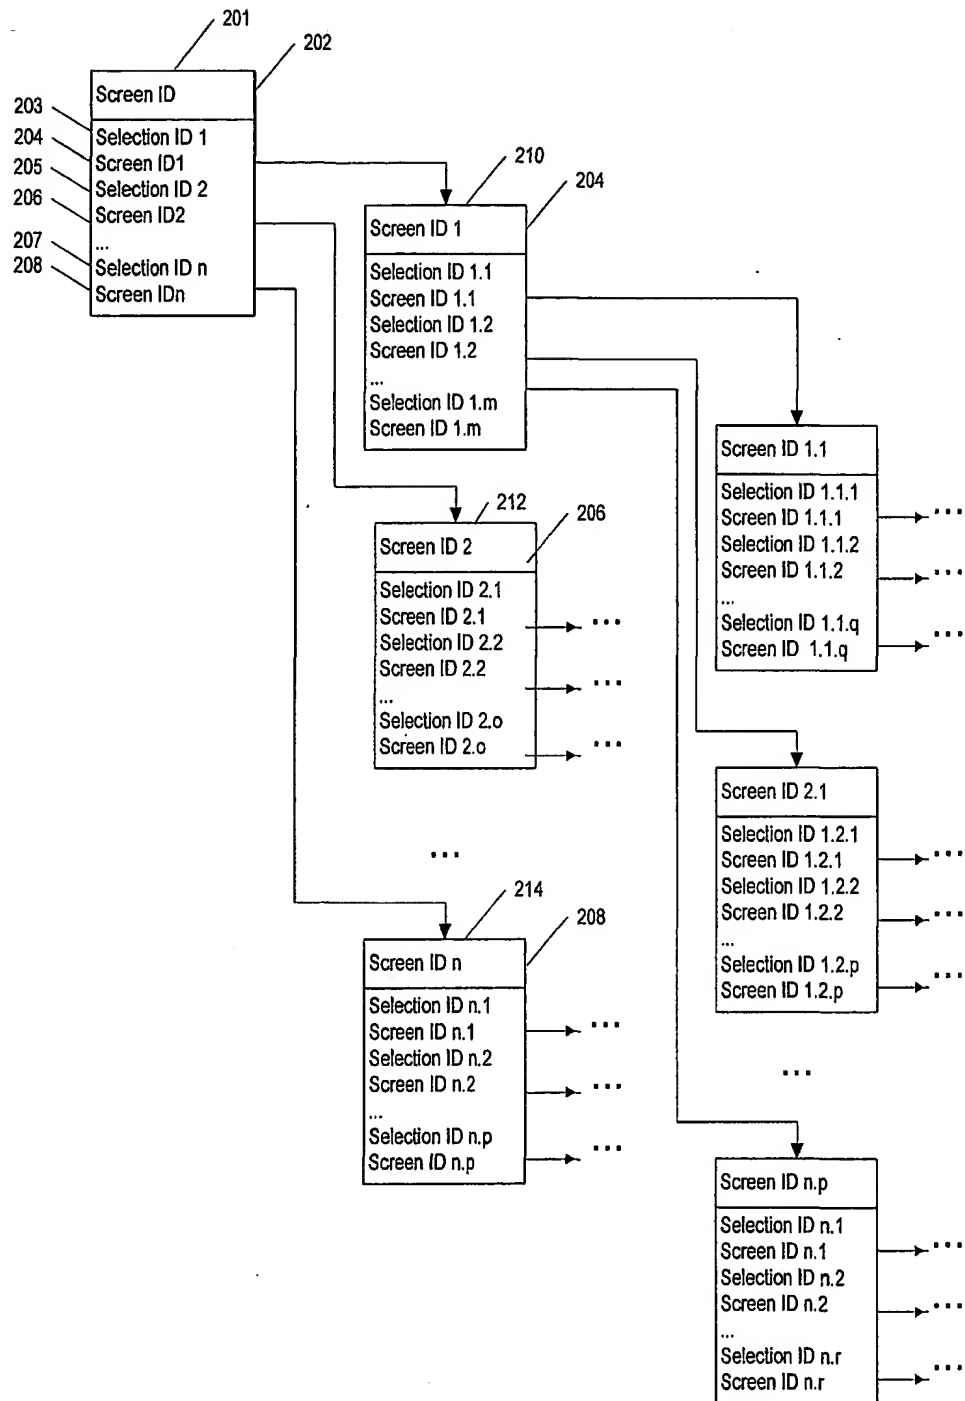 201
202
Screen ID
203
204
205
206
207
208
Selection ID 1
Screen ID1
Selection ID 2
Screen ID2
...
Selection ID n
Screen IDn
210
204
Screen ID 1
Selection ID 1.1
Screen ID 1.1
Selection ID 1.2
Screen ID 1.2
...
Selection ID 1.m
Screen ID 1.m
Screen ID 1.1
Selection ID 1.1.1
Screen ID 1.1.1
...
Selection ID 1.1.2
Screen ID 1.1.2
...
...
Selection ID 1.1.q
Screen ID 1.1.q
...
212
206
Screen ID 2
Selection ID 2.1
Screen ID 2.1
...
Selection ID 2.2
Screen ID 2.2
...
...
Selection ID 2.o
Screen ID 2.o
...
...
Screen ID 2.1
Selection ID 1.2.1
Screen ID 1.2.1
...
Selection ID 1.2.2
Screen ID 1.2.2
...
...
Selection ID 1.2.p
Screen ID 1.2.p
...
214
208
Screen ID n
Selection ID n.1
Screen ID n.1
...
Selection ID n.2
Screen ID n.2
...
...
Selection ID n.p
Screen ID n.p
...
...
Screen ID n.p
Selection ID n.1
Screen ID n.1
...
Selection ID n.2
Screen ID n.2
...
...
Selection ID n.r
Screen ID n.r
...